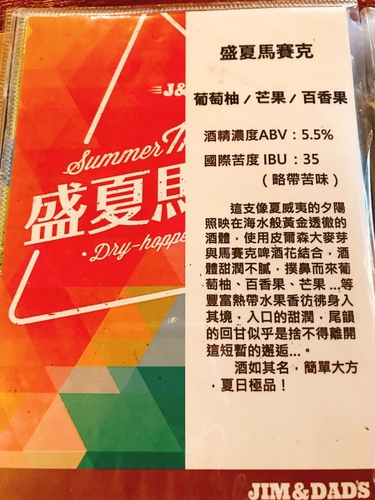 J&
Summer
盛夏馬
Dry-hoppe
盛夏馬賽克
葡萄柚/芒果/百香果
酒精濃度ABV：5.5%
國際苦度 IBU：35
（略帶苦味）
這支像夏威夷的夕陽
照映在海水般黃金透徹的
酒體，使用皮爾森大麥芽
與馬賽克啤酒花結合，酒
體甜潤不膩，撲鼻而來葡
萄柚、百香果、芒果 ...等
豐富熱帶水果香彷彿身入
其境，入口的甜潤，尾韻
的回甘似乎是捨不得離開
這短暫的邂逅...。
酒如其名，簡單大方
，夏日極品！
JIM&DAD'S